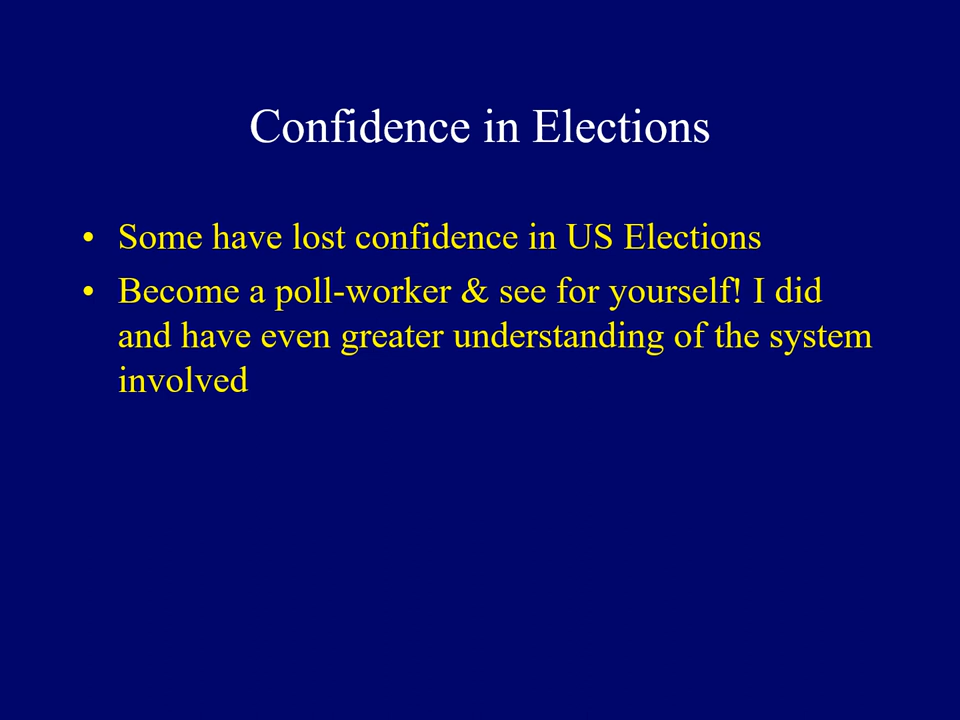 Confidence in Elections
• Some have lost confidence in US Elections
• Become a poll-worker & see for yourself! I did
and have even greater understanding of the system
involved